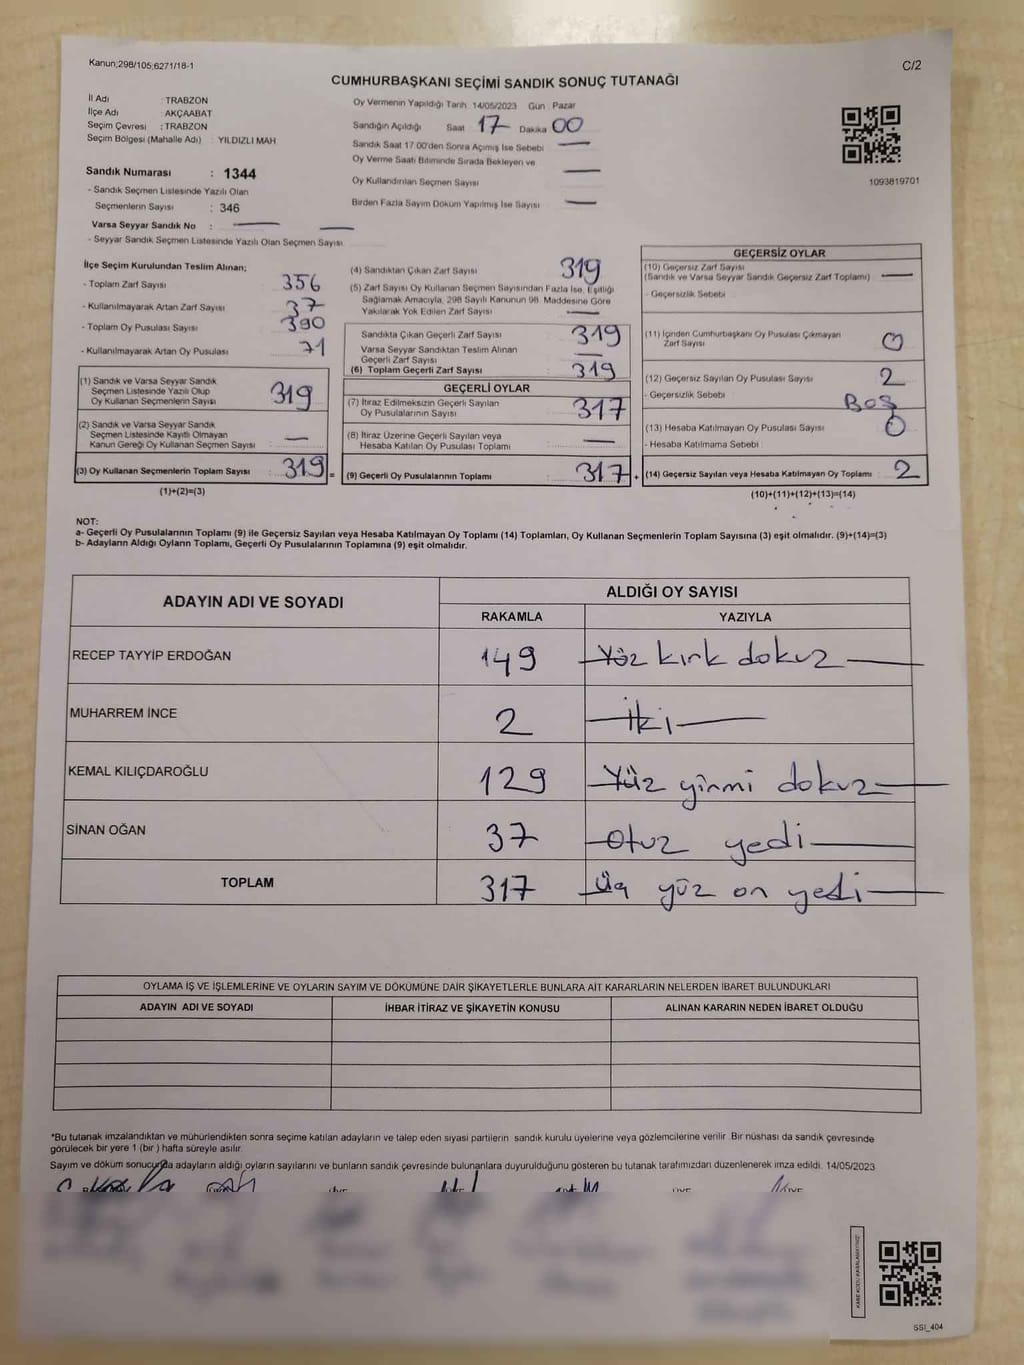 Kanun;298/105;6271/18-1
C/2
CUMHURBAŞKANI SEÇİMİ SANDIK SONUÇ TUTANAĞI
İl Adı : TRABZON
İlçe Adı : AKÇAABAT
Seçim Çevresi : TRABZON
Seçim Bölgesi (Mahalle Adı) : YILDIZLI MAH.
Sandık Numarası : 1344
- Sandık Seçmen Listesinde Yazılı Olan
Seçmenlerin Sayısı : 346
Varsa Seyyar Sandık No :
- Seyyar Sandık Seçmen Listesinde Yazılı Olan Seçmen Sayısı
Oy Vermenin Yapıldığı Tarih 14/05/2023 Gün : Pazar
Sandığın Açıldığı Saat 17 Dakika 00
Sandık Saat 17.00'den Sonra Açılmış İse Sebebi
Oy Verme Saati Bitiminde Sırada Bekleyen ve
Oy Kullandırılan Seçmen Sayısı
Birden Fazla Sayım Döküm Yapılmış İse Sayısı
1093819701
İlçe Seçim Kurulundan Teslim Alınan;
- Toplam Zarf Sayısı : 356
- Kullanılmayarak Artan Zarf Sayısı : 37
- Toplam Oy Pusulası Sayısı : 390
- Kullanılmayarak Artan Oy Pusulası : 71
(1) Sandık ve Varsa Seyyar Sandık
Seçmen Listesinde Yazılı Olup
Oy Kullanan Seçmenlerin Sayısı : 319
(2) Sandık ve Varsa Seyyar Sandık
Seçmen Listesinde Kayıtlı Olmayan
Kanun Gereği Oy Kullanan Seçmen Sayısı :
(3) Oy Kullanan Seçmenlerin Toplam Sayısı : 319 =
(1)+(2)=(3)
(4) Sandıktan Çıkan Zarf Sayısı : 319
(5) Zarf Sayısı Oy Kullanan Seçmen Sayısından Fazla İse, Eşitliği
Sağlamak Amacıyla, 298 Sayılı Kanunun 98. Maddesine Göre
Yakılarak Yok Edilen Zarf Sayısı :
Sandıkta Çıkan Geçerli Zarf Sayısı : 319
Varsa Seyyar Sandıktan Teslim Alınan
Geçerli Zarf Sayısı
(6) Toplam Geçerli Zarf Sayısı : 319
GEÇERLİ OYLAR
(7) İtiraz Edilmeksizin Geçerli Sayılan
Oy Pusulalarının Sayısı : 317
(8) İtiraz Üzerine Geçerli Sayılan veya
Hesaba Katılan Oy Pusulası Toplamı :
(9) Geçerli Oy Pusulalarının Toplamı : 317 +
GEÇERSİZ OYLAR
(10) Geçersiz Zarf Sayısı
(Sandık ve Varsa Seyyar Sandık Geçersiz Zarf Toplamı) :
- Geçersizlik Sebebi :
(11) İçinden Cumhurbaşkanı Oy Pusulası Çıkmayan
Zarf Sayısı : 0
(12) Geçersiz Sayılan Oy Pusulası Sayısı : 2
- Geçersizlik Sebebi : Boş
(13) Hesaba Katılmayan Oy Pusulası Sayısı : 0
- Hesaba Katılmama Sebebi :
(14) Geçersiz Sayılan veya Hesaba Katılmayan Oy Toplamı : 2
(10)+(11)+(12)+(13)=(14)
NOT:
a- Geçerli Oy Pusulalarının Toplamı (9) ile Geçersiz Sayılan veya Hesaba Katılmayan Oy Toplamı (14) Toplamları, Oy Kullanan Seçmenlerin Toplam Sayısına (3) eşit olmalıdır. (9)+(14)=(3)
b- Adayların Aldığı Oyların Toplamı, Geçerli Oy Pusulalarının Toplamına (9) eşit olmalıdır.
ADAYIN ADI VE SOYADI
ALDIĞI OY SAYISI
RAKAMLA YAZIYLA
RECEP TAYYİP ERDOĞAN 149 Yüz kırk dokuz
MUHARREM İNCE 2 İki
KEMAL KILIÇDAROĞLU 129 Yüz yirmi dokuz
SİNAN OĞAN 37 Otuz yedi
TOPLAM 317 Üç yüz on yedi
OYLAMA İŞ VE İŞLEMLERİNE VE OYLARIN SAYIM VE DÖKÜMÜNE DAİR ŞİKAYETLERLE BUNLARA AİT KARARLARIN NELERDEN İBARET BULUNDUKLARI
ADAYIN ADI VE SOYADI İHBAR İTİRAZ VE ŞİKAYETİN KONUSU ALINAN KARARIN NEDEN İBARET OLDUĞU
*Bu tutanak imzalandıktan ve mühürlendikten sonra seçime katılan adayların ve talep eden siyasi partilerin sandık kurulu üyelerine veya gözlemcilerine verilir. Bir nüshası da sandık çevresinde
görülecek bir yere 1 (bir ) hafta süreyle asılır.
Sayım ve döküm sonucunda adayların aldığı oyların sayılarını ve bunların sandık çevresinde bulunanlara duyurulduğunu gösteren bu tutanak tarafımızdan düzenlenerek imza edildi. 14/05/2023
SSI_404